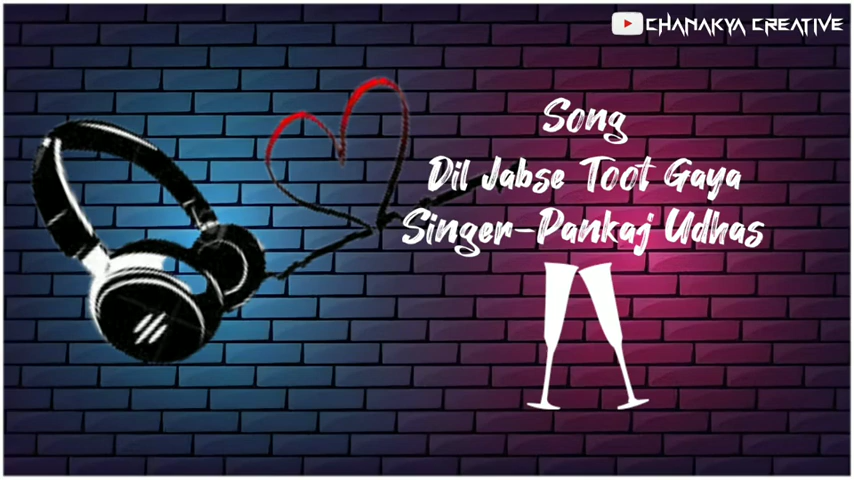 CHANAKYA CREATIVE
Song
Dil Jabse Toot Gaya
Singer-Pankaj Udhas